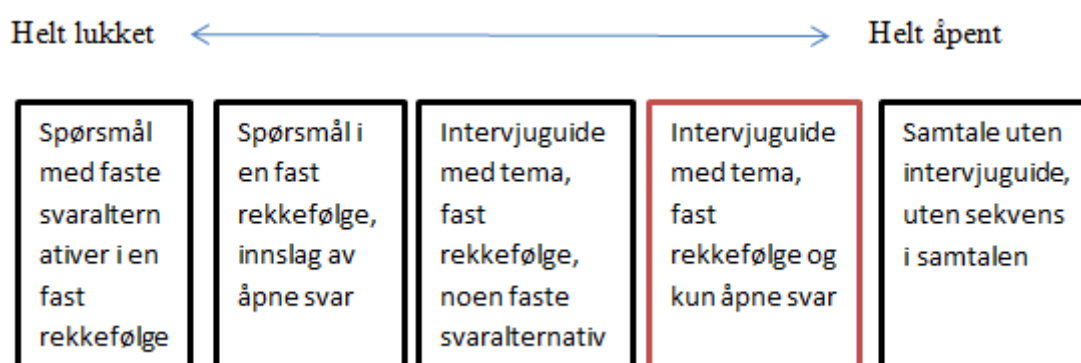 Helt lukket
Helt åpent
Spørsmål
med faste
svaraltern
ativer i en
fast
rekkefølge
Spørsmål i
en fast
rekkefølge,
innslag av
åpne svar
Intervjuguide
med tema,
fast
rekkefølge,
noen faste
svaralternativ
Intervjuguide
med tema,
fast
rekkefølge og
kun åpne svar
Samtale uten
intervjuguide,
uten sekvens
i samtalen